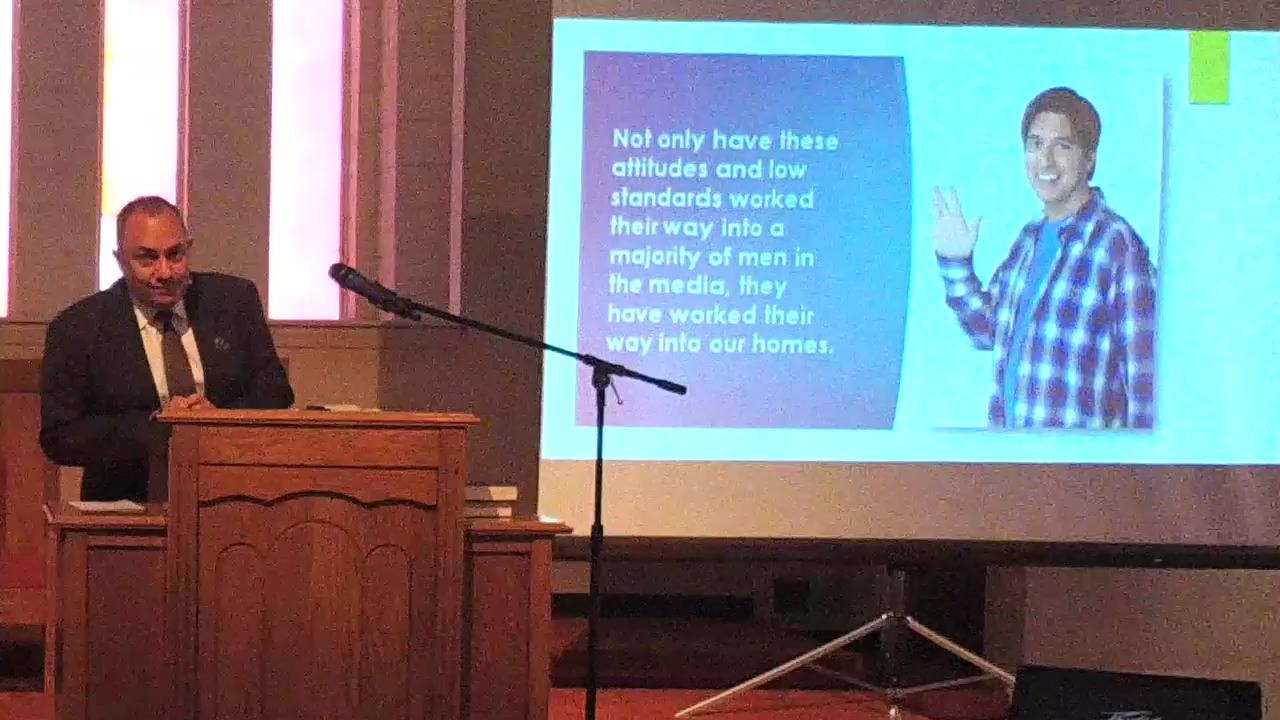 Not only have these
attitudes and low
standards worked
their way into a
majority of men in
the media, they
have worked their
way into our homes.